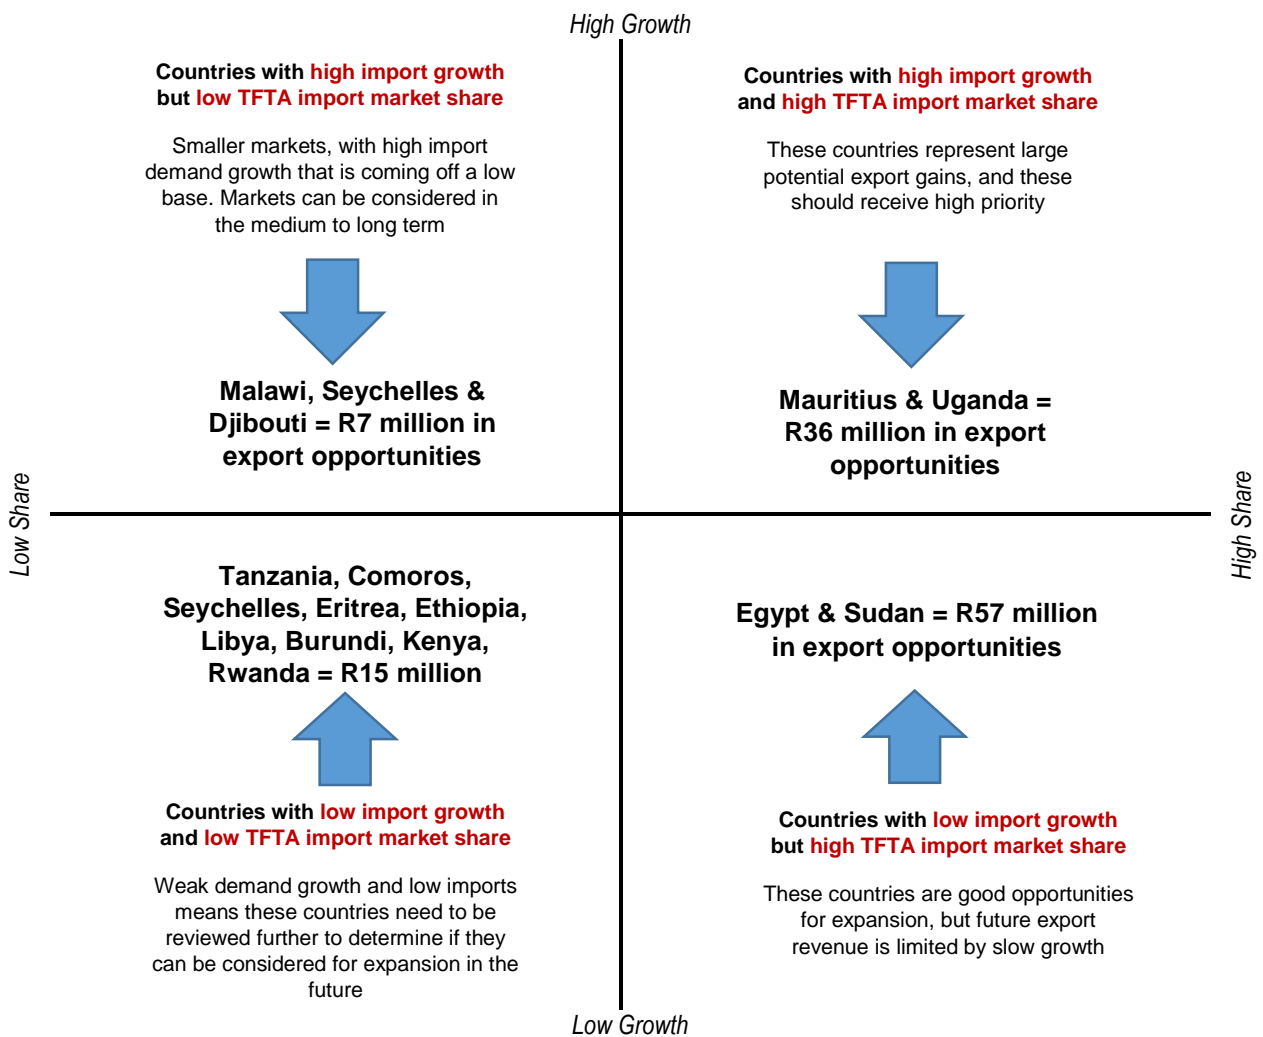 High Growth
Countries with high import growth
but low TFTA import market share
Smaller markets, with high import
demand growth that is coming off a low
base. Markets can be considered in
the medium to long term
Malawi, Seychelles &
Djibouti = R7 million in
export opportunities
Countries with high import growth
and high TFTA import market share
These countries represent large
potential export gains, and these
should receive high priority
Mauritius & Uganda =
R36 million in export
opportunities
Low Share
High Share
Tanzania, Comoros,
Seychelles, Eritrea, Ethiopia,
Libya, Burundi, Kenya,
Rwanda = R15 million
Countries with low import growth
and low TFTA import market share
Weak demand growth and low imports
means these countries need to be
reviewed further to determine if they
can be considered for expansion in the
future
Egypt & Sudan = R57 million
in export opportunities
Countries with low import growth
but high TFTA import market share
These countries are good opportunities
for expansion, but future export
revenue is limited by slow growth
Low Growth